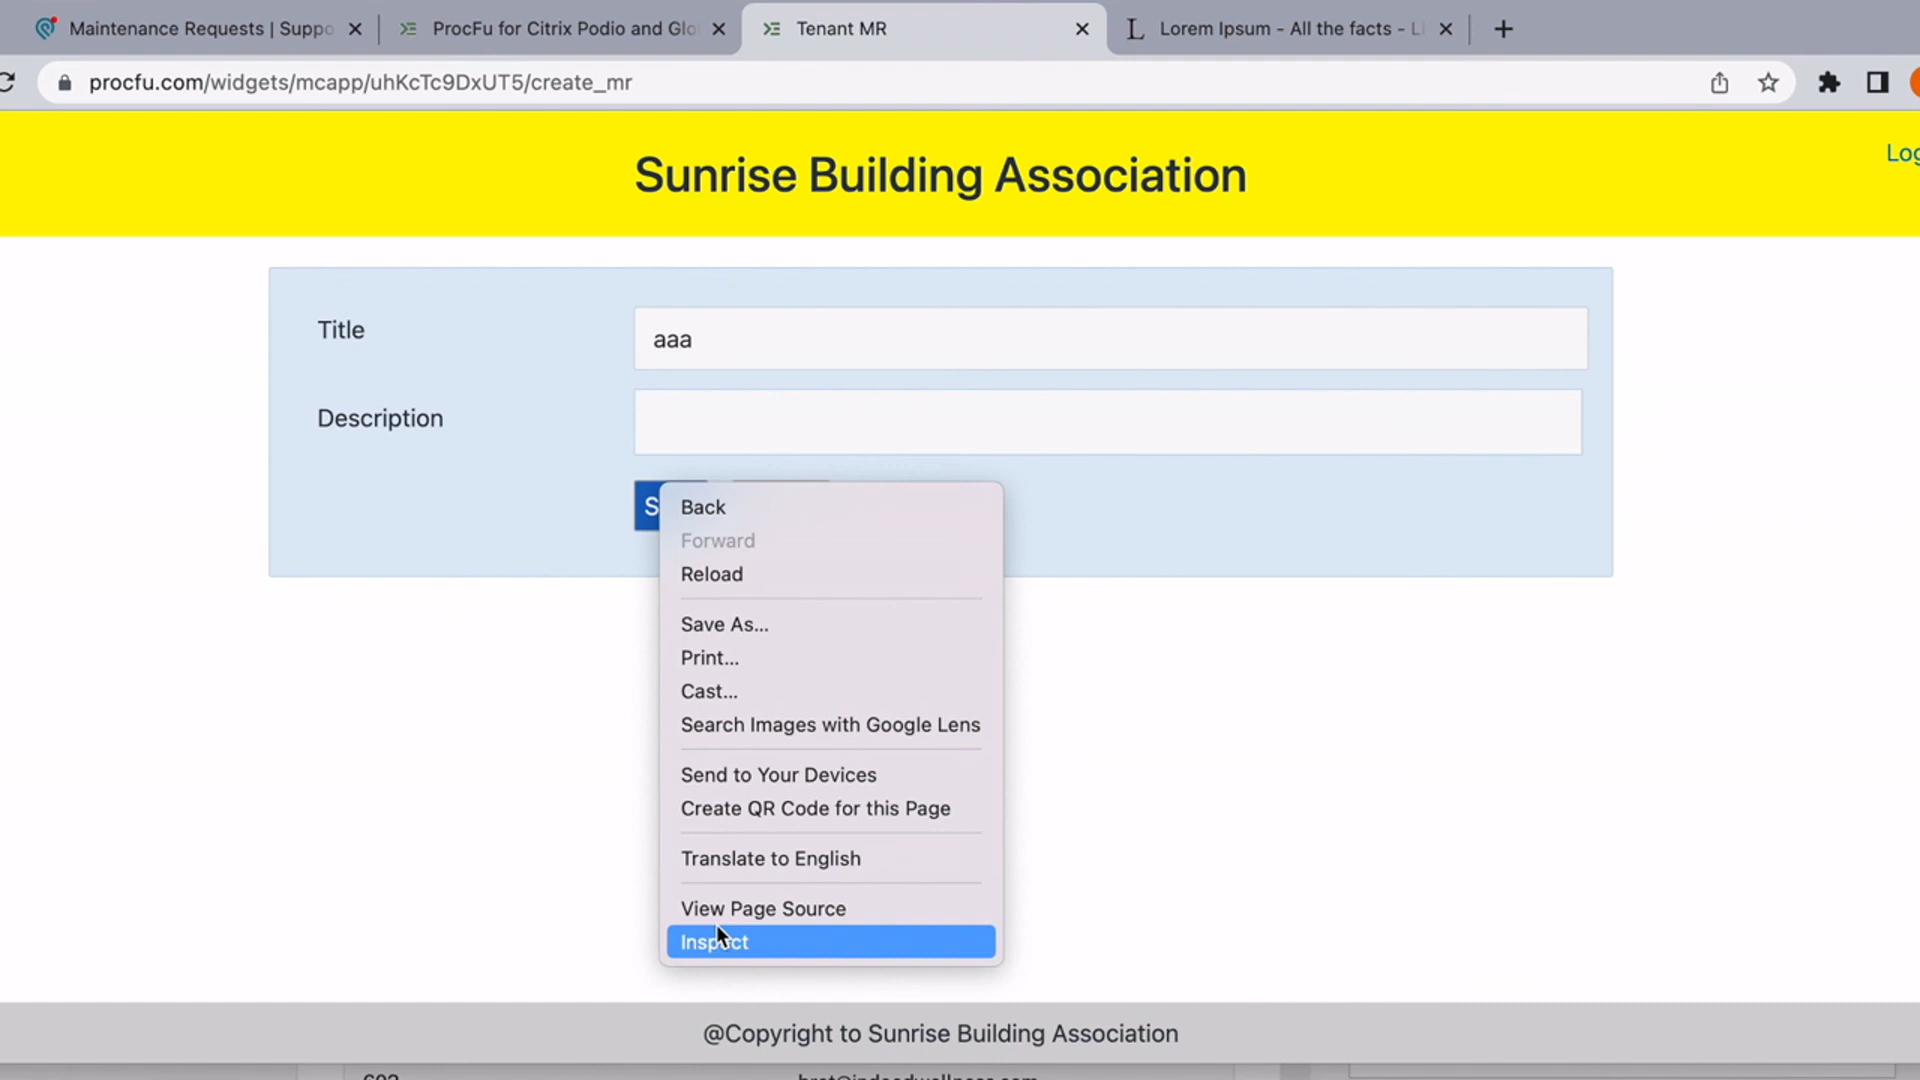 Maintenance Requests | Suppo
ProcFu for Citrix Podio and Glo
Tenant MR
Lorem Ipsum - All the facts - Li
procfu.com/widgets/mcapp/uhKcTc9DxUT5/create_mr
Sunrise Building Association
Log
Title
aaa
Description
S
Back
Forward
Reload
Save As...
Print...
Cast...
Search Images with Google Lens
Send to Your Devices
Create QR Code for this Page
Translate to English
View Page Source
Inspect
@Copyright to Sunrise Building Association